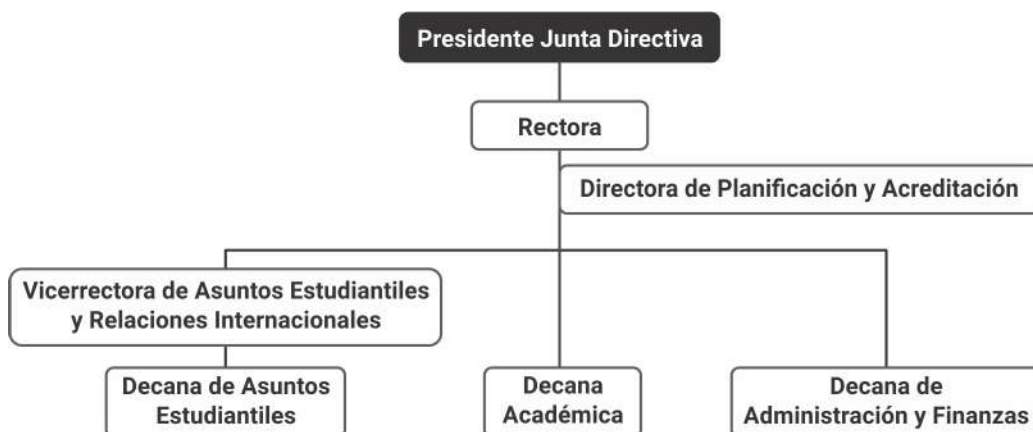 Presidente Junta Directiva
Rectora
Directora de Planificación y Acreditación
Vicerrectora de Asuntos Estudiantiles
y Relaciones Internacionales
Decana de Asuntos
Estudiantiles
Decana
Académica
Decana de
Administración y Finanzas